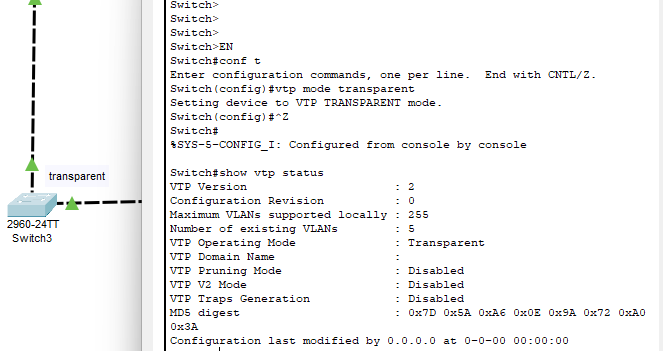 Switch>
Switch>
Switch>
Switch>EN
Switch#conf t
Enter configuration commands, one per line.  End with CNTL/Z.
Switch(config)#vtp mode transparent
Setting device to VTP TRANSPARENT mode.
Switch(config)#^Z
Switch#
%SYS-5-CONFIG_I: Configured from console by console
Switch#show vtp status
VTP Version                     : 2
Configuration Revision          : 0
Maximum VLANs supported locally : 255
Number of existing VLANs        : 5
VTP Operating Mode              : Transparent
VTP Domain Name                 :
VTP Pruning Mode                : Disabled
VTP V2 Mode                     : Disabled
VTP Traps Generation            : Disabled
MD5 digest                      : 0x7D 0x5A 0xA6 0x0E 0x9A 0x72 0xA0
0x3A
Configuration last modified by 0.0.0.0 at 0-0-00 00:00:00
transparent
2960-24TT
Switch3